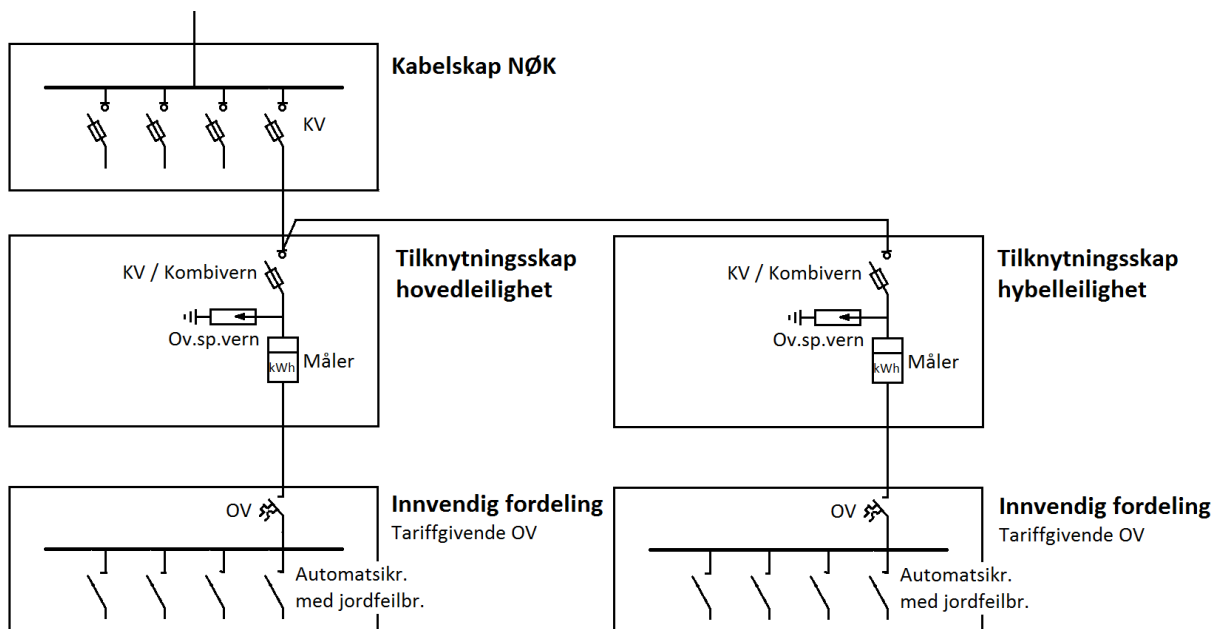 Kabelskap NØK
KV
Tilknytningsskap
hovedleilighet
KV / Kombivern
Ov.sp.vern
kWh
Måler
Tilknytningsskap
hybelleilighet
KV / Kombivern
Ov.sp.vern
kWh
Måler
Innvendig fordeling
Tariffgivende OV
OV
Automatsikr.
med jordfeilbr.
Innvendig fordeling
Tariffgivende OV
OV
Automatsikr.
med jordfeilbr.